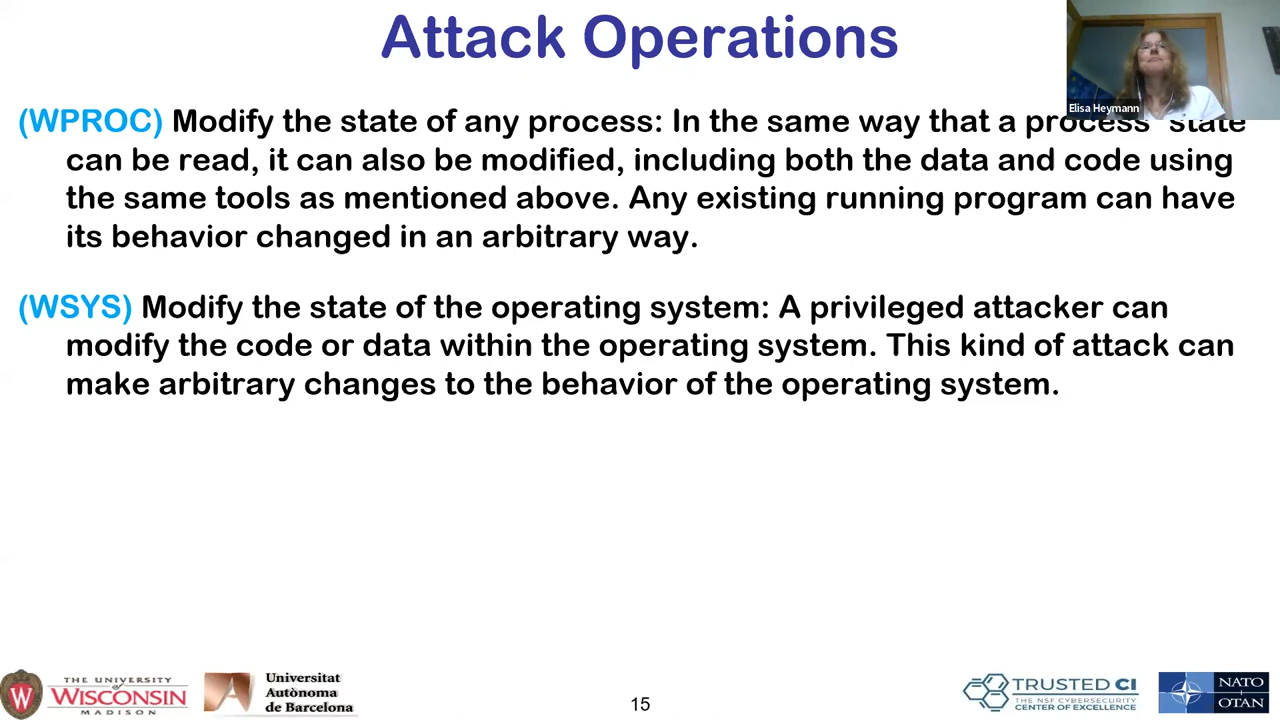 Attack Operations
Elisa Heymann
(WPROC) Modify the state of any process: In the same way that a process' state
can be read, it can also be modified, including both the data and code using
the same tools as mentioned above. Any existing running program can have
its behavior changed in an arbitrary way.
(WSYS) Modify the state of the operating system: A privileged attacker can
modify the code or data within the operating system. This kind of attack can
make arbitrary changes to the behavior of the operating system.
THE UNIVERSITY
of
WISCONSIN
MADISON
Universitat
Autònoma
de Barcelona
15
TRUSTED CI
THE NSF CYBERSECURITY
CENTER OF EXCELLENCE
NATO
OTAN